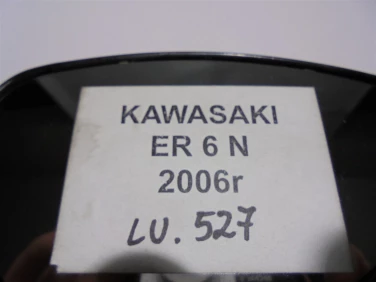 KAWASAKI
ER 6 N
2006r
LU. 527